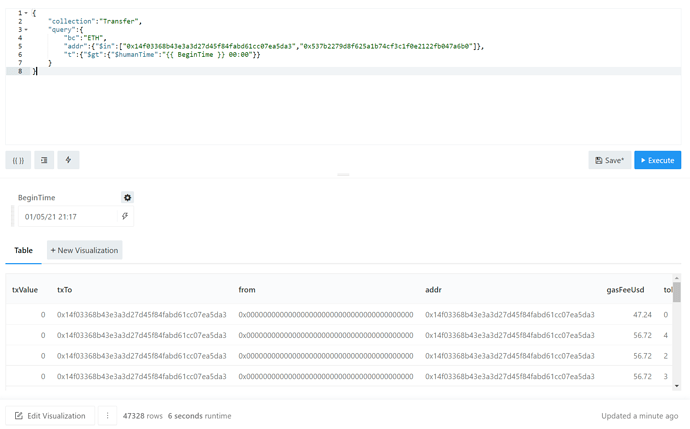 1 {
2 "collection":"Transfer",
3 "query":{
4 "bc":"ETH",
5 "addr":{"$in":["0x14f03368b43e3a3d27d45f84fabd61cc07ea5da3","0x537b2279d8f625a1b74cf3c1f0e2122fb047a6b0"]},
6 "t":{"$gt":{"$humanTime":"{{ BeginTime }} 00:00"}}
7 }
8 }
{{ }} Save* Execute
BeginTime
01/05/21 21:17
Table + New Visualization
txValue txTo from addr gasFeeUsd tol
0 0x14f03368b43e3a3d27d45f84fabd61cc07ea5da3 0x0000000000000000000000000000000000000000 0x14f03368b43e3a3d27d45f84fabd61cc07ea5da3 47.24 0
0 0x14f03368b43e3a3d27d45f84fabd61cc07ea5da3 0x0000000000000000000000000000000000000000 0x14f03368b43e3a3d27d45f84fabd61cc07ea5da3 56.72 4
0 0x14f03368b43e3a3d27d45f84fabd61cc07ea5da3 0x0000000000000000000000000000000000000000 0x14f03368b43e3a3d27d45f84fabd61cc07ea5da3 56.72 2
0 0x14f03368b43e3a3d27d45f84fabd61cc07ea5da3 0x0000000000000000000000000000000000000000 0x14f03368b43e3a3d27d45f84fabd61cc07ea5da3 56.72 3
Edit Visualization 47328 rows 6 seconds runtime Updated a minute ago